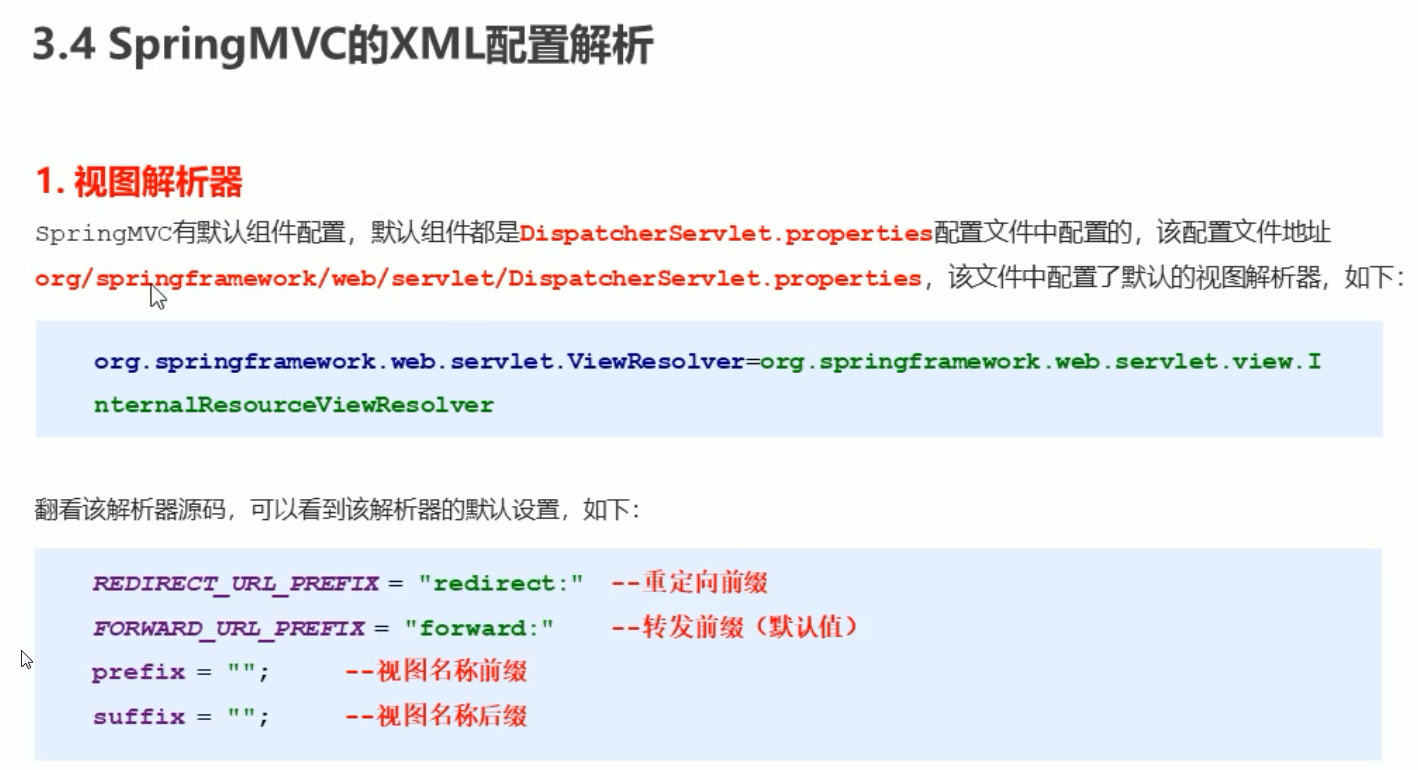 3.4 SpringMVC的XML配置解析
1. 视图解析器
SpringMVC有默认组件配置，默认组件都是DispatcherServlet.properties配置文件中配置的，该配置文件地址
org/springframework/web/servlet/DispatcherServlet.properties，该文件中配置了默认的视图解析器，如下：
org.springframework.web.servlet.ViewResolver=org.springframework.web.servlet.view.I
nternalResourceViewResolver
翻看该解析器源码，可以看到该解析器的默认设置，如下：
REDIRECT_URL_PREFIX = "redirect:" --重定向前缀
FORWARD_URL_PREFIX = "forward:" --转发前缀（默认值）
prefix = ""; --视图名称前缀
suffix = ""; --视图名称后缀